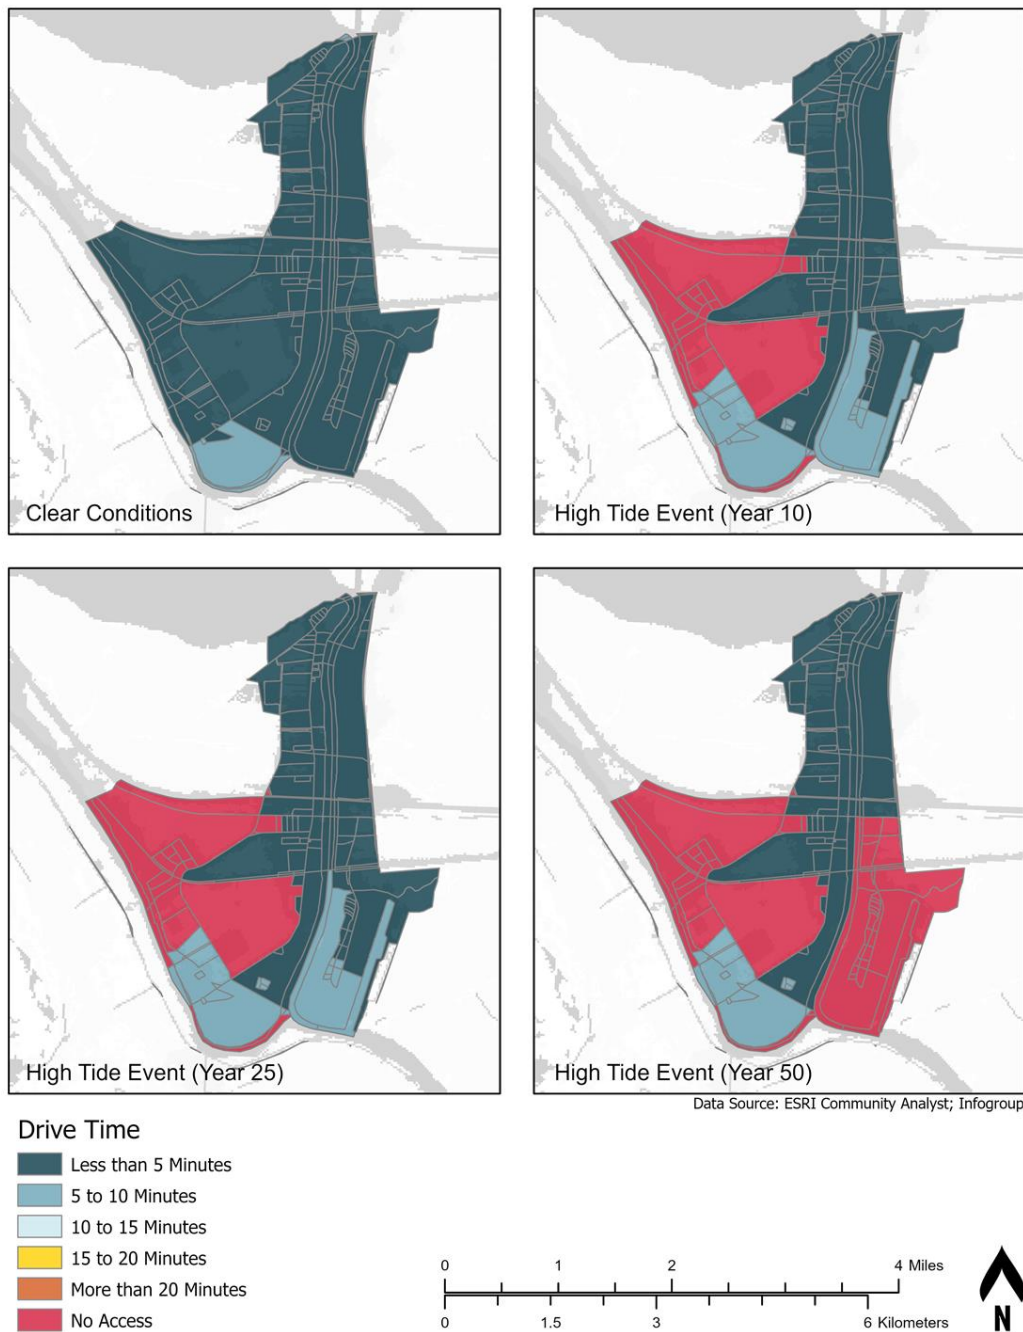 Clear Conditions
High Tide Event (Year 10)
High Tide Event (Year 25)
High Tide Event (Year 50)
Data Source: ESRI Community Analyst; Infogroup
Drive Time
Less than 5 Minutes
5 to 10 Minutes
10 to 15 Minutes
15 to 20 Minutes
More than 20 Minutes
No Access
0 1 2 4 Miles
0 1.5 3 6 Kilometers
N